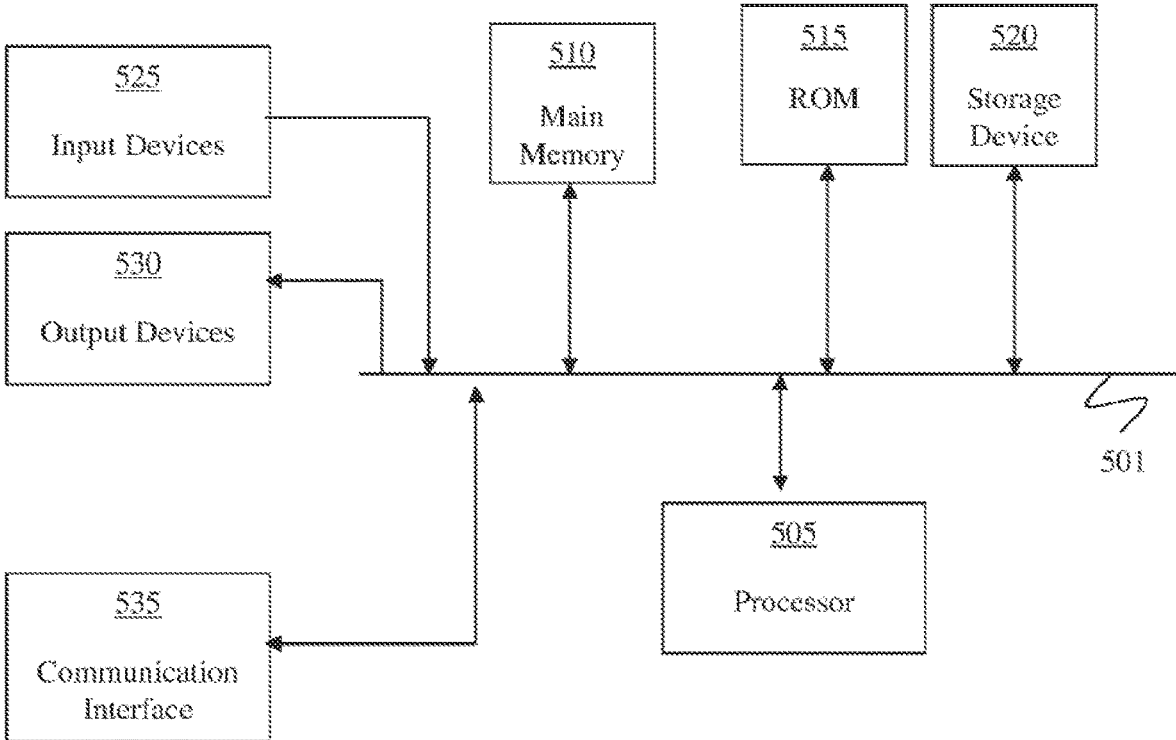 525
Input Devices
510
Main
Memory
515
ROM
520
Storage
Device
530
Output Devices
501
505
Processor
535
Communication
Interface